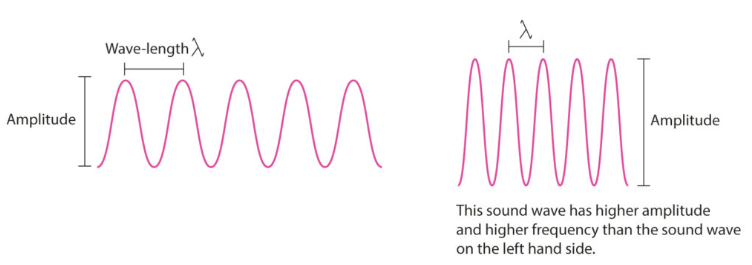 Wave-length λ
Amplitude
λ
Amplitude
This sound wave has higher amplitude
and higher frequency than the sound wave
on the left hand side.